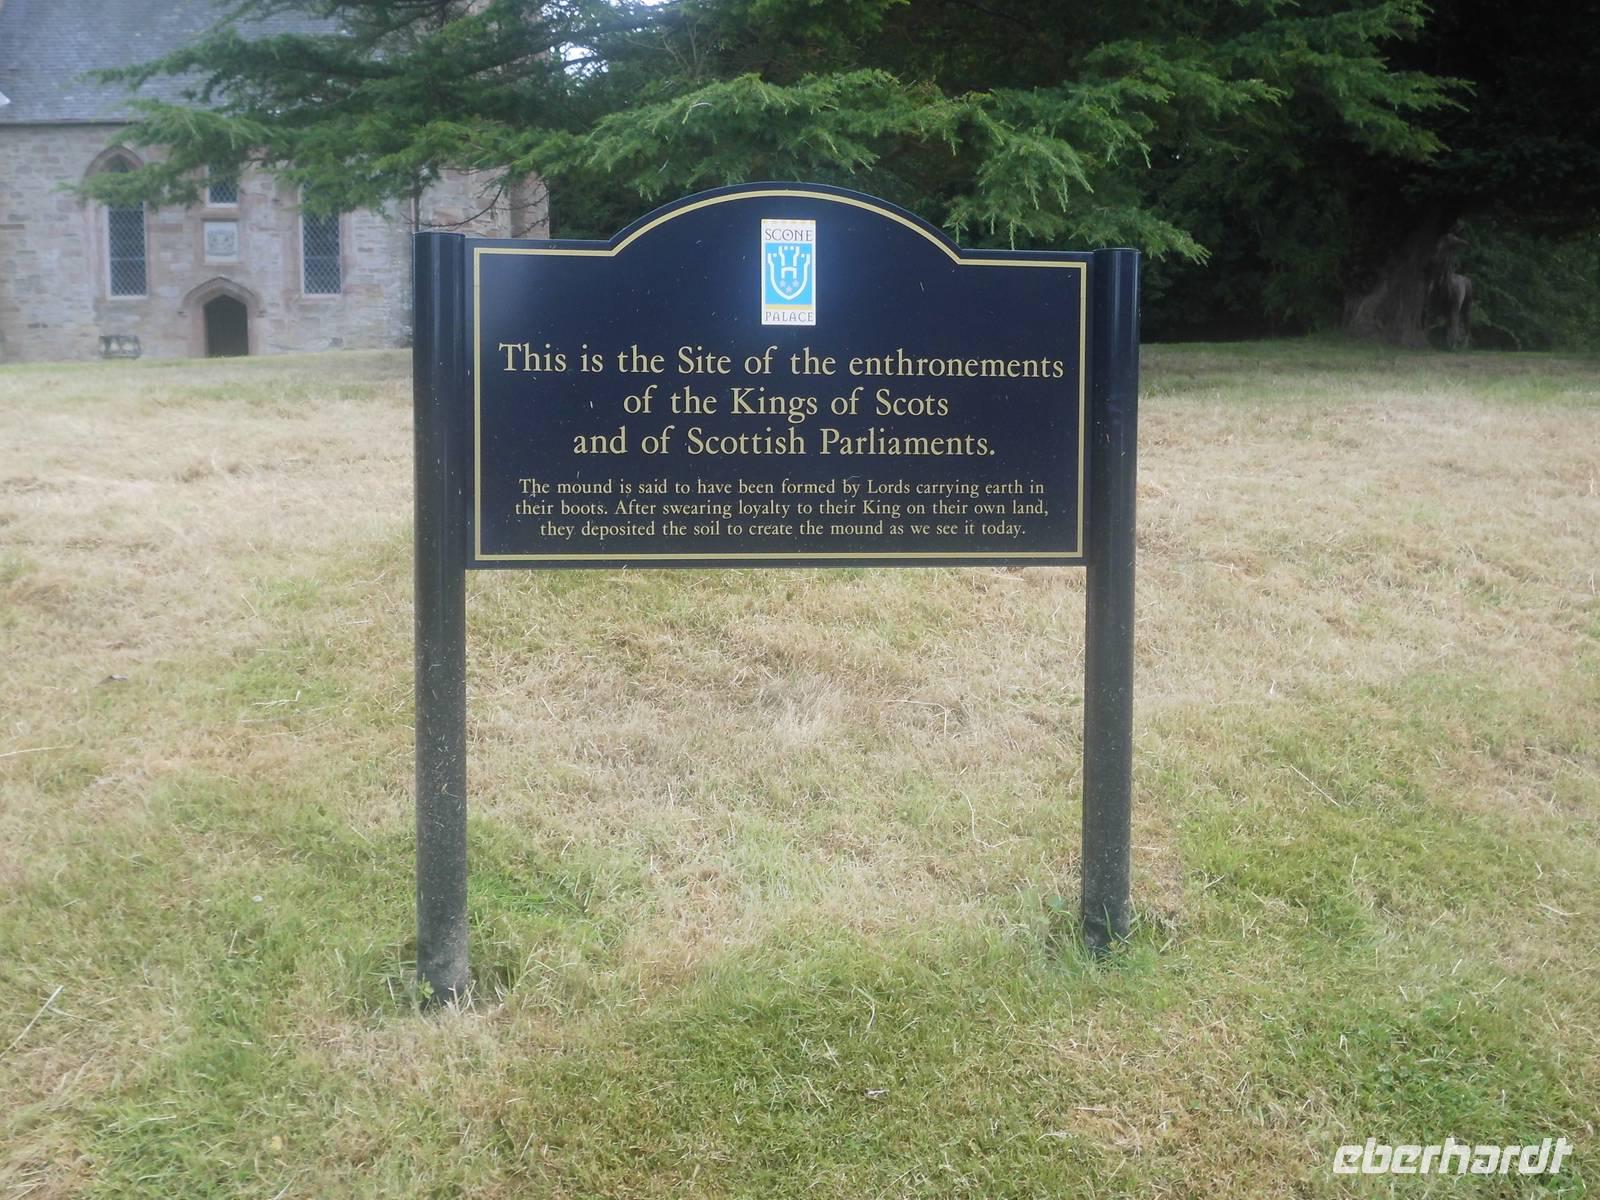 SCONE
PALACE
This is the Site of the enthronements
of the Kings of Scots
and of Scottish Parliaments.
The mound is said to have been formed by Lords carrying earth in
their boots. After swearing loyalty to their King on their own land,
they deposited the soil to create the mound as we see it today.
eberhardt